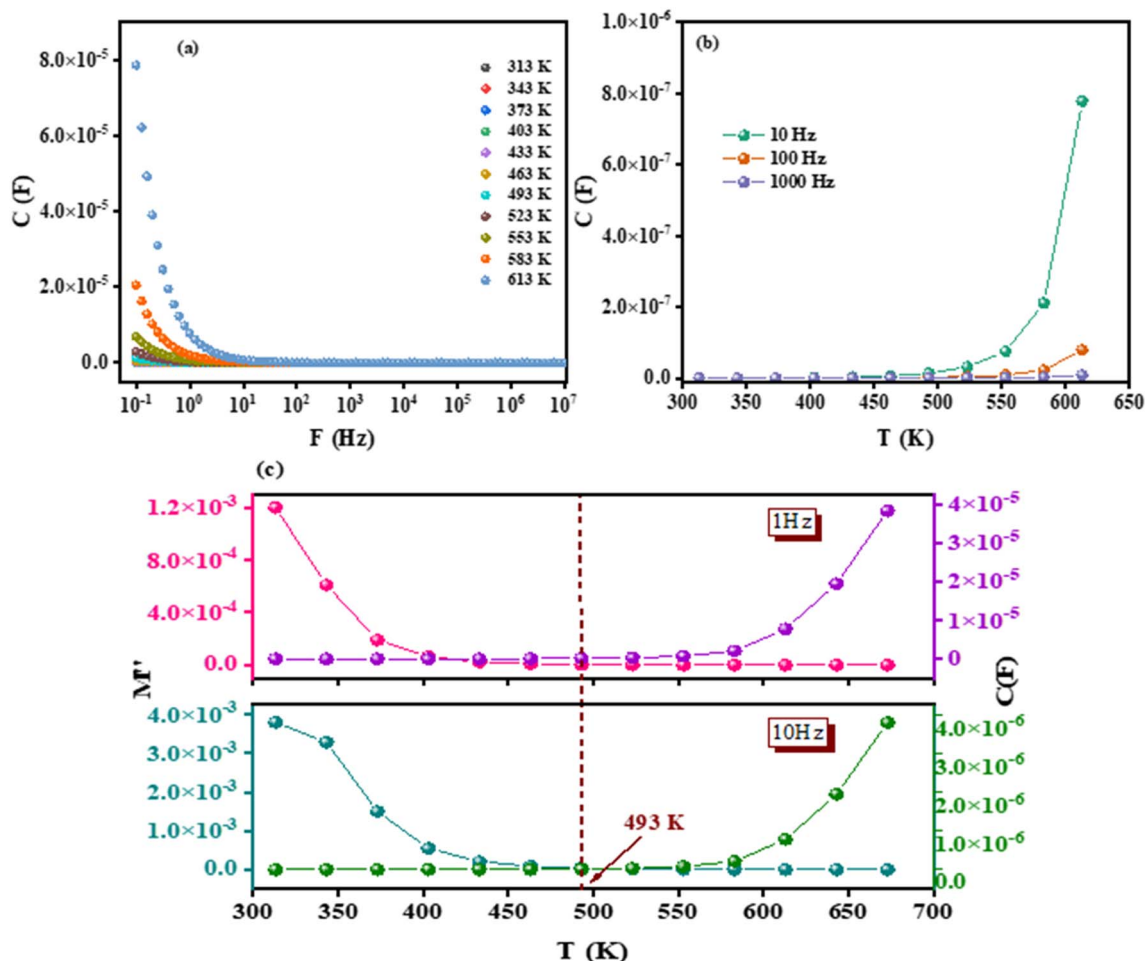 (a)
8.0×10⁻⁵
6.0×10⁻⁵
4.0×10⁻⁵
2.0×10⁻⁵
0.0
C (F)
313 K
343 K
373 K
403 K
433 K
463 K
493 K
523 K
553 K
583 K
613 K
10⁻¹ 10⁰ 10¹ 10² 10³ 10⁴ 10⁵ 10⁶ 10⁷
F (Hz)
(b)
1.0×10⁻⁶
8.0×10⁻⁷
6.0×10⁻⁷
4.0×10⁻⁷
2.0×10⁻⁷
0.0
C (F)
10 Hz
100 Hz
1000 Hz
300 350 400 450 500 550 600 650
T (K)
(c)
1.2×10⁻³
8.0×10⁻⁴
4.0×10⁻⁴
0.0
1Hz
4×10⁻⁵
3×10⁻⁵
2×10⁻⁵
1×10⁻⁵
0
M''
C(F)
4.0×10⁻³
3.0×10⁻³
2.0×10⁻³
1.0×10⁻³
0.0
10Hz
493 K
4.0×10⁻⁶
3.0×10⁻⁶
2.0×10⁻⁶
1.0×10⁻⁶
0.0
300 350 400 450 500 550 600 650 700
T (K)